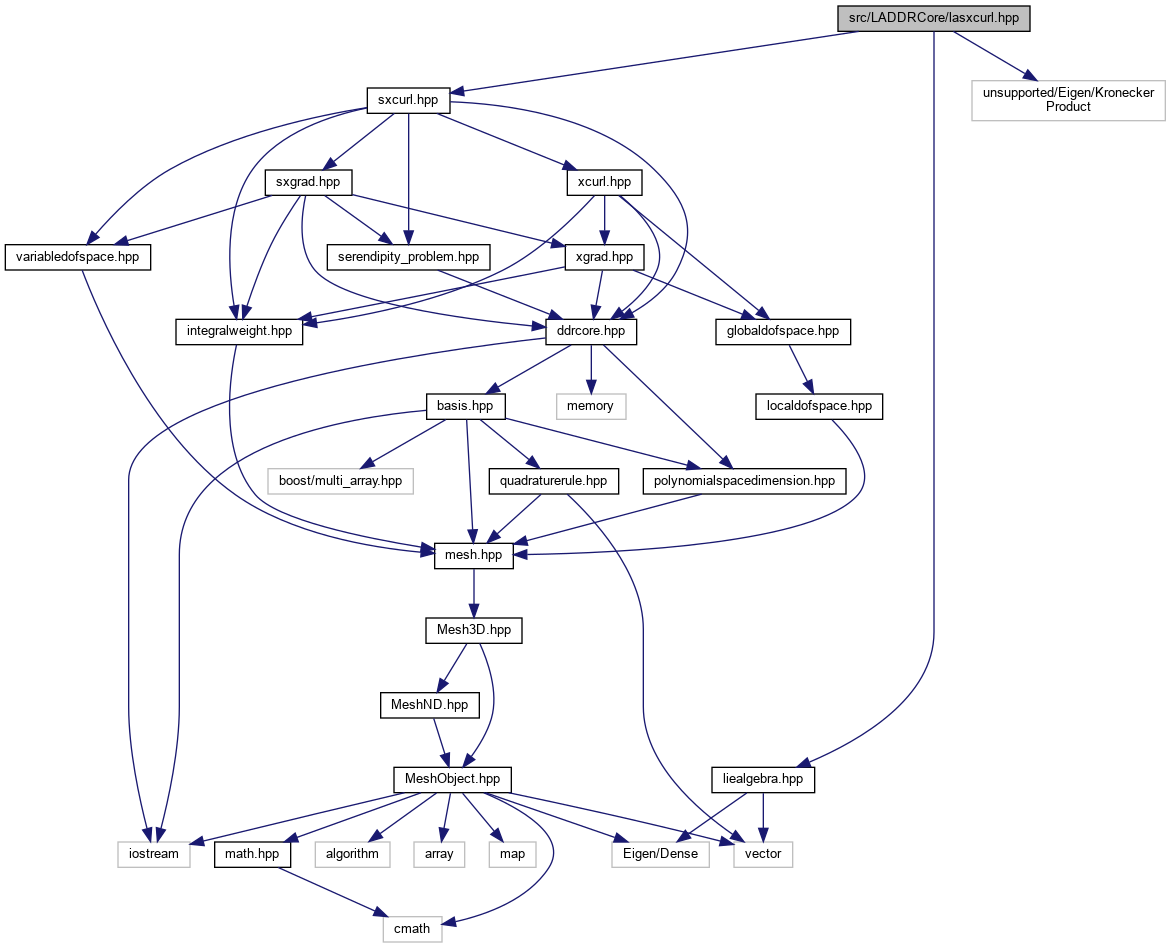 src/LADDRCore/lasxcurl.hpp
sxcurl.hpp
unsupported/Eigen/Kronecker
Product
sxgrad.hpp
xcurl.hpp
variabledofspace.hpp
serendipity_problem.hpp
xgrad.hpp
integralweight.hpp
ddrcore.hpp
globaldofspace.hpp
basis.hpp
memory
localdofspace.hpp
boost/multi_array.hpp
quadraturerule.hpp
polynomialspacedimension.hpp
mesh.hpp
Mesh3D.hpp
MeshND.hpp
MeshObject.hpp
liealgebra.hpp
iostream
math.hpp
algorithm
array
map
Eigen/Dense
vector
cmath